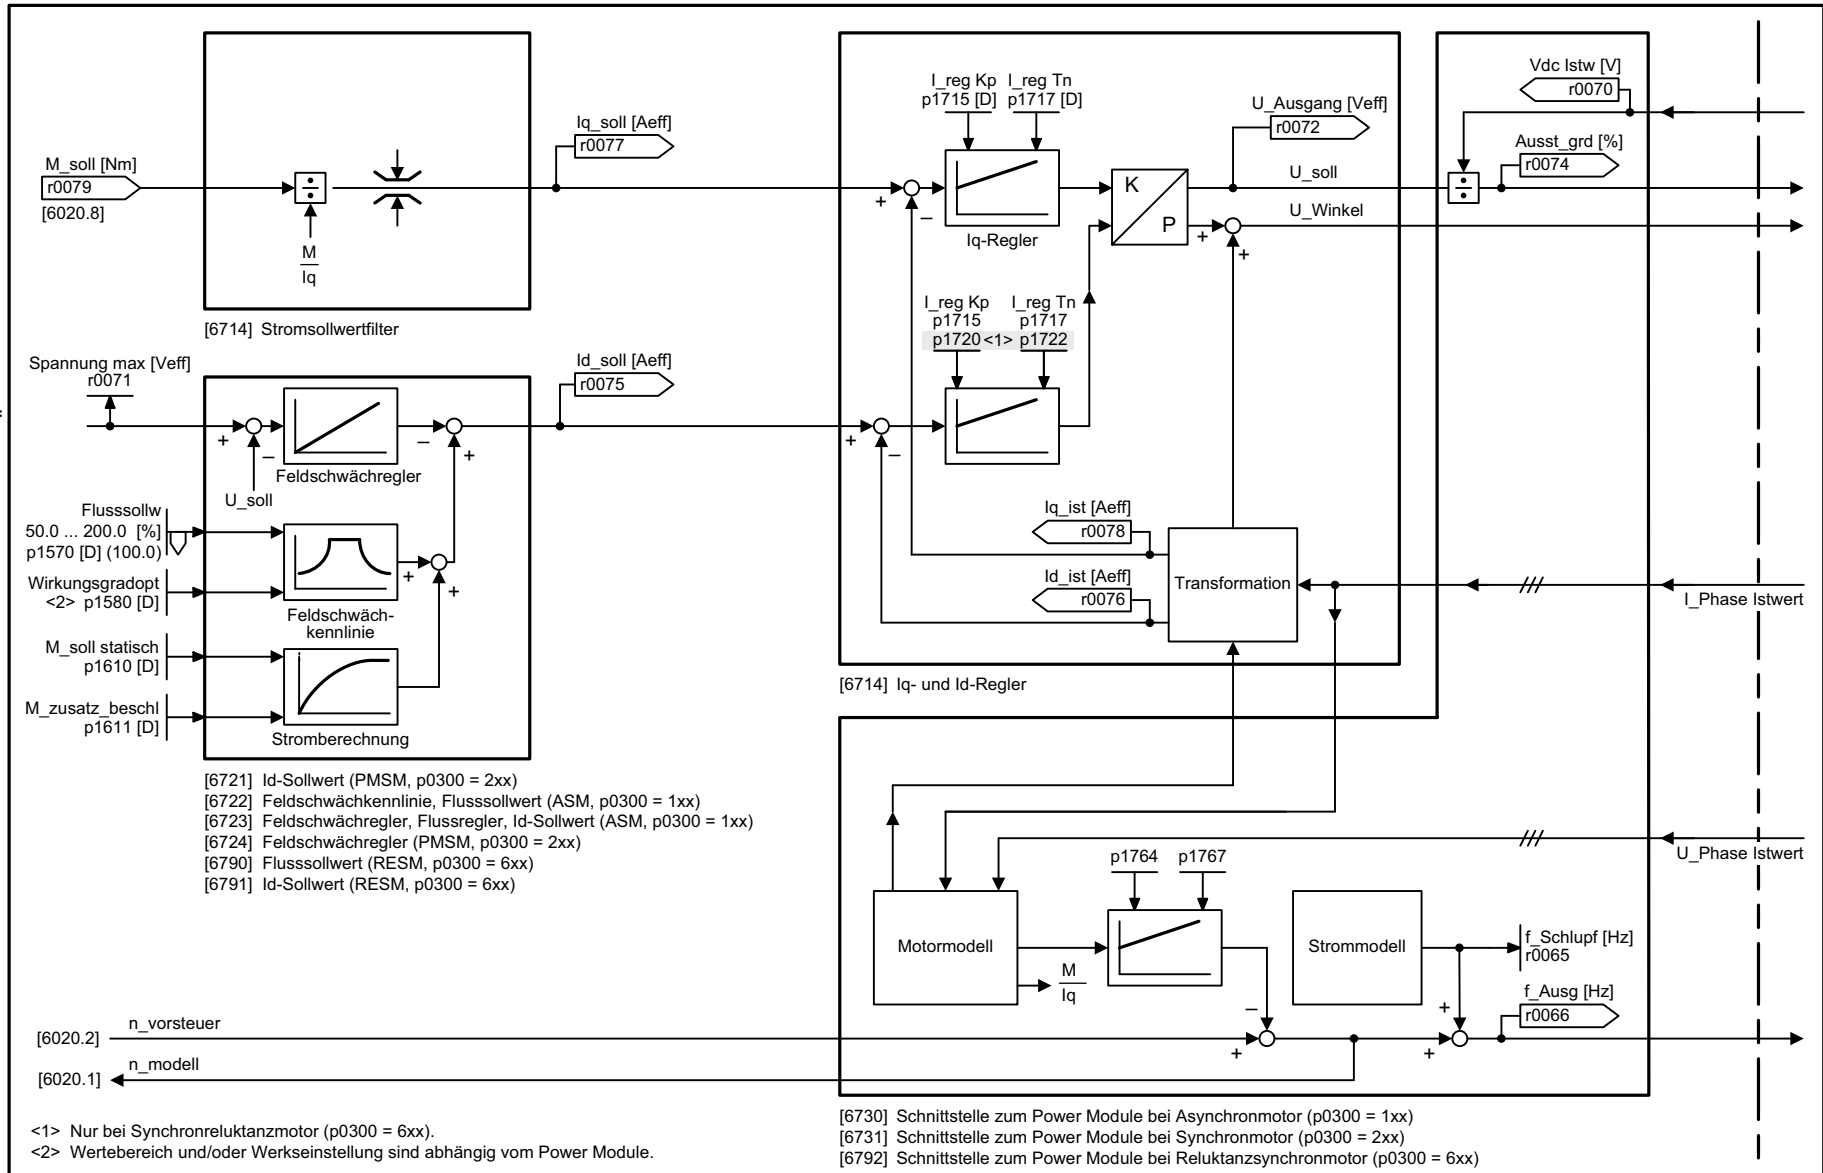 M_soll [Nm]
r0079
[6020.8]
÷
M
Iq
[6714] Stromsollwertfilter
Iq_soll [Aeff]
r0077
Spannung max [Veff]
r0071
+
–
U_soll
Feldschwächregler
–
+
Flusssollw
50.0 ... 200.0 [%]
p1570 [D] (100.0)
Wirkungsgradopt
<2> p1580 [D]
Feldschwäch-
kennlinie
+
+
M_soll statisch
p1610 [D]
M_zusatz_beschl
p1611 [D]
Stromberechnung
Id_soll [Aeff]
r0075
[6721] Id-Sollwert (PMSM, p0300 = 2xx)
[6722] Feldschwächkennlinie, Flusssollwert (ASM, p0300 = 1xx)
[6723] Feldschwächregler, Flussregler, Id-Sollwert (ASM, p0300 = 1xx)
[6724] Feldschwächregler (PMSM, p0300 = 2xx)
[6790] Flusssollwert (RESM, p0300 = 6xx)
[6791] Id-Sollwert (RESM, p0300 = 6xx)
I_reg Kp I_reg Tn
p1715 [D] p1717 [D]
+
–
Iq-Regler
K
P
U_Ausgang [Veff]
r0072
U_soll
U_Winkel
+
+
I_reg Kp I_reg Tn
p1715 p1717
p1720 <1> p1722
+
–
Iq_ist [Aeff]
r0078
Id_ist [Aeff]
r0076
Transformation
[6714] Iq- und Id-Regler
Vdc Istw [V]
r0070
Ausst_grd [%]
r0074
÷
I_Phase Istwert
U_Phase Istwert
p1764 p1767
Motormodell
M
Iq
Strommodell
f_Schlupf [Hz]
r0065
f_Ausg [Hz]
r0066
–
+
+
+
[6020.2] n_vorsteuer
[6020.1] n_modell
<1> Nur bei Synchronreluktanzmotor (p0300 = 6xx).
<2> Wertebereich und/oder Werkseinstellung sind abhängig vom Power Module.
[6730] Schnittstelle zum Power Module bei Asynchronmotor (p0300 = 1xx)
[6731] Schnittstelle zum Power Module bei Synchronmotor (p0300 = 2xx)
[6792] Schnittstelle zum Power Module bei Reluktanzsynchronmotor (p0300 = 6xx)